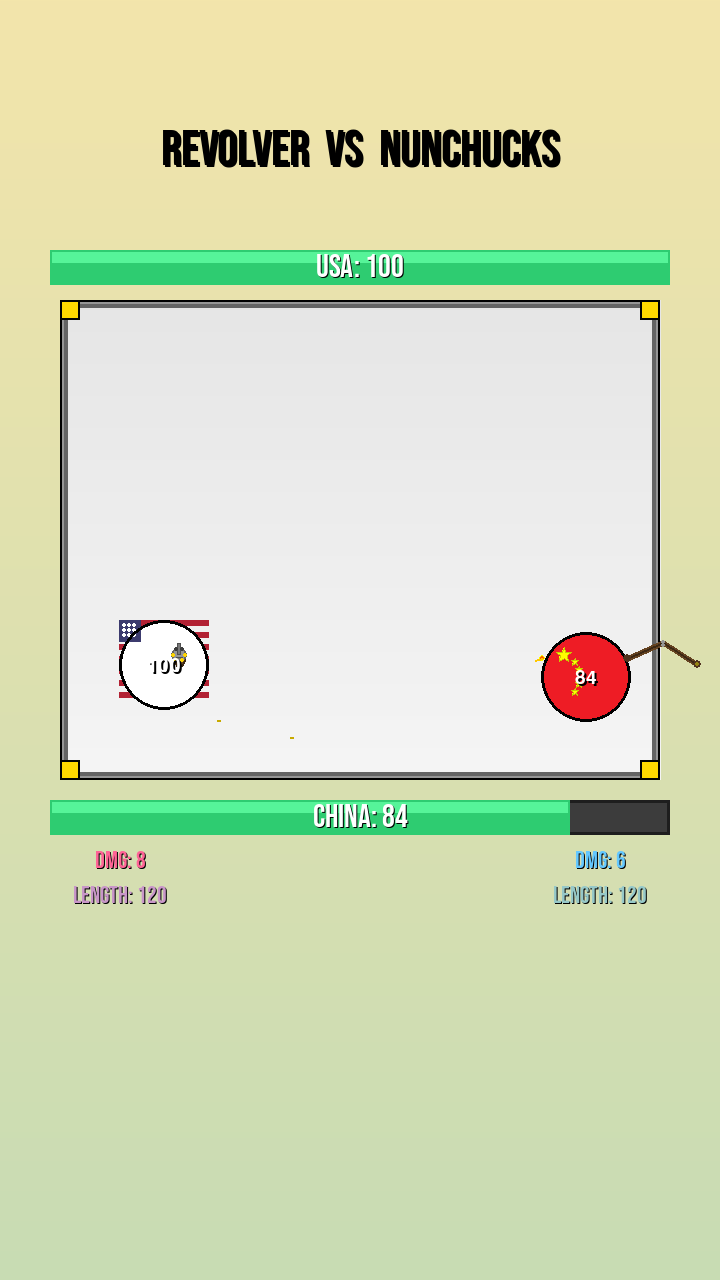 REVOLVER VS NUNCHUCKS
USA: 100
100
84
CHINA: 84
DMG: 8
DMG: 6
LENGTH: 120
LENGTH: 120